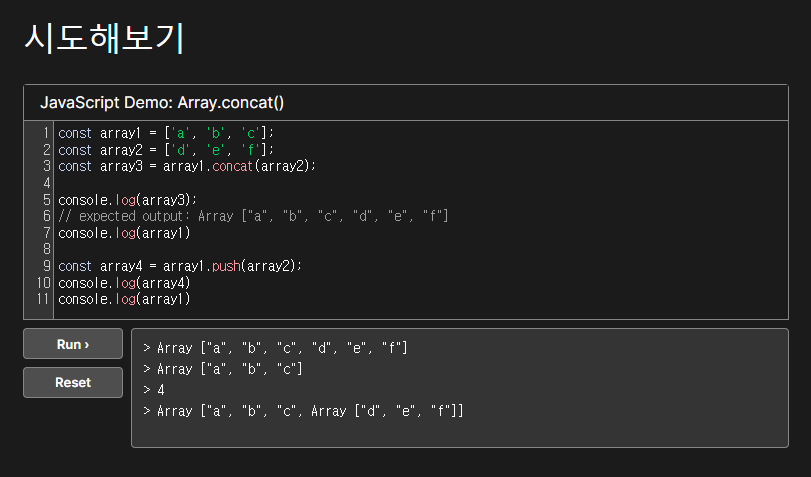 시도해보기
JavaScript Demo: Array.concat()
1 const array1 = ['a', 'b', 'c'];
2 const array2 = ['d', 'e', 'f'];
3 const array3 = array1.concat(array2);
4
5 console.log(array3);
6 // expected output: Array ["a", "b", "c", "d", "e", "f"]
7 console.log(array1)
8
9 const array4 = array1.push(array2);
10 console.log(array4)
11 console.log(array1)
Run ›
> Array ["a", "b", "c", "d", "e", "f"]
> Array ["a", "b", "c"]
Reset
> 4
> Array ["a", "b", "c", Array ["d", "e", "f"]]